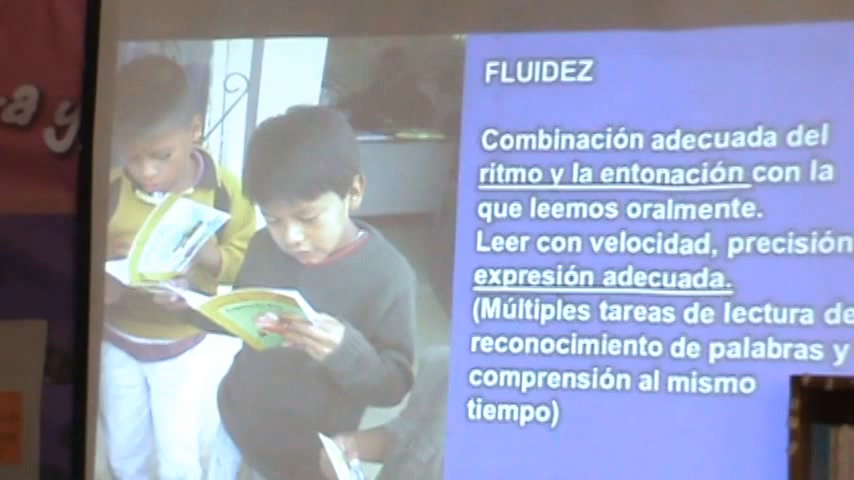 a y
FLUIDEZ
Combinación adecuada del
ritmo y la entonación con la
que leemos oralmente.
Leer con velocidad, precisión
expresión adecuada.
(Múltiples tareas de lectura de
reconocimiento de palabras y
comprensión al mismo
tiempo)